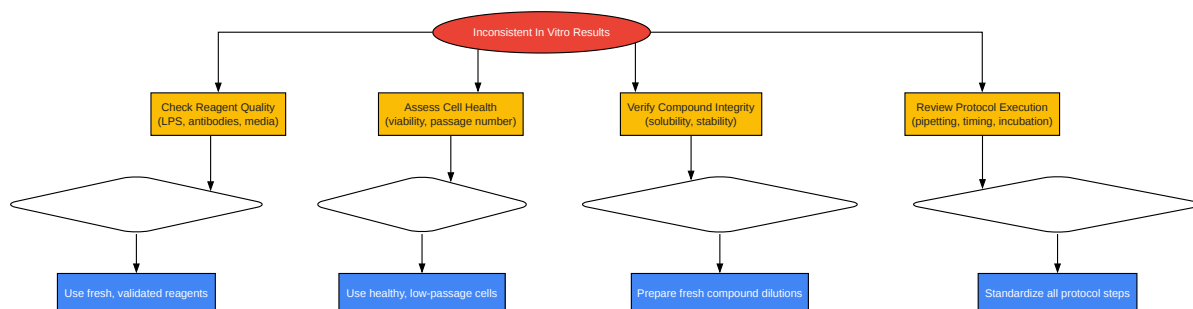 Inconsistent In Vitro Results
Check Reagent Quality
(LPS, antibodies, media)
Assess Cell Health
(viability, passage number)
Verify Compound Integrity
(solubility, stability)
Review Protocol Execution
(pipetting, timing, incubation)
Use fresh, validated reagents
Use healthy, low-passage cells
Prepare fresh compound dilutions
Standardize all protocol steps